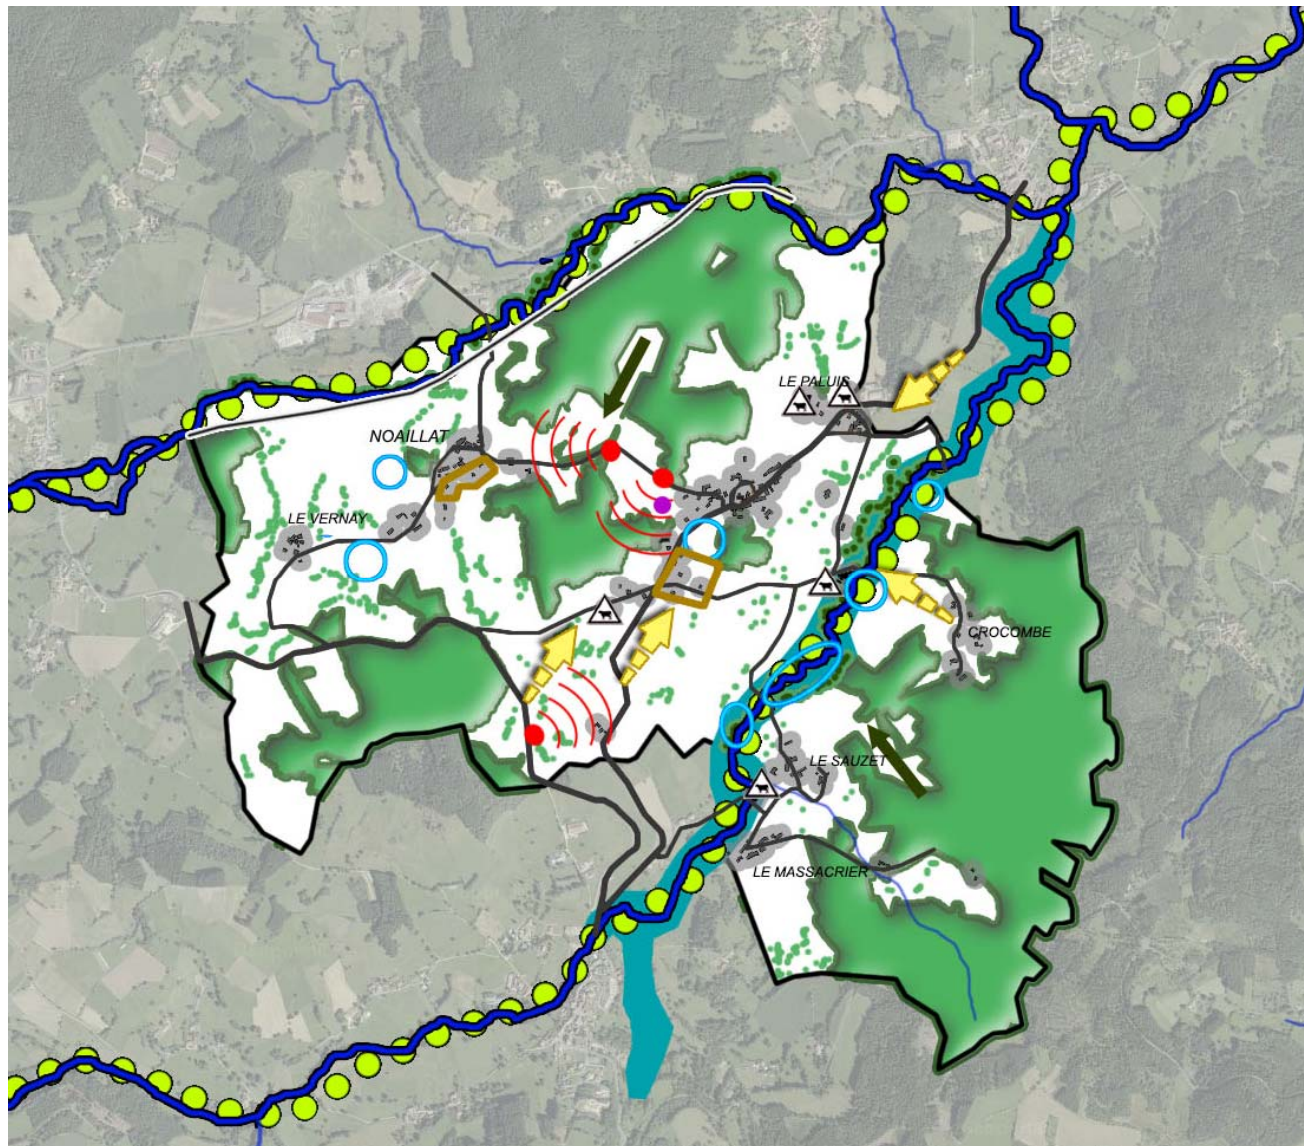 LE PALUIS
NOAILLAT
LE VERNAY
CROCOMBE
LE SAUZET
LE MASSACRIER